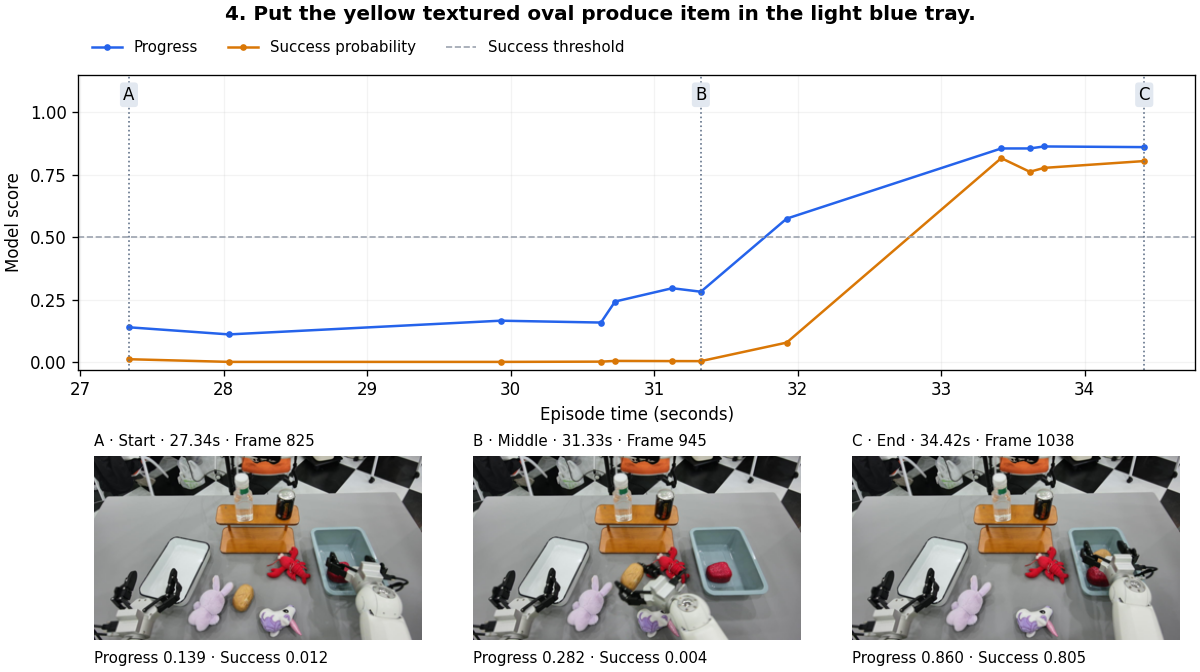 4. Put the yellow textured oval produce item in the light blue tray.
Progress Success probability Success threshold
A B C
1.00
0.75
0.50
0.25
0.00
Model score
27 28 29 30 31 32 33 34
Episode time (seconds)
A · Start · 27.34s · Frame 825
B · Middle · 31.33s · Frame 945
C · End · 34.42s · Frame 1038
Progress 0.139 · Success 0.012
Progress 0.282 · Success 0.004
Progress 0.860 · Success 0.805